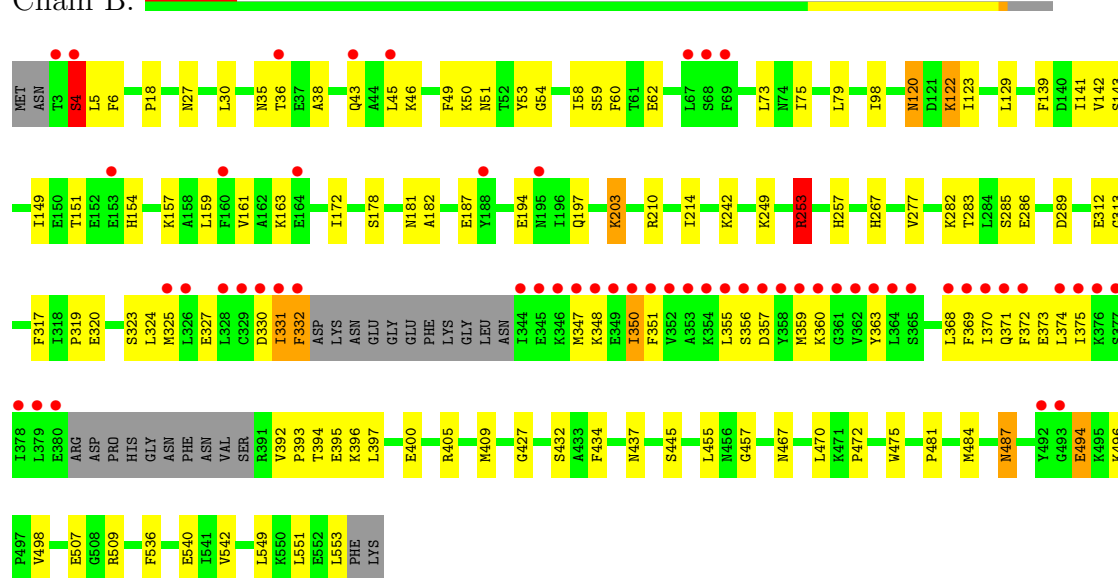 Chain B:
MET ASN T3 S4 L5 F6 P18 N27 L30 N35 T36 E37 A38 Q43 A44 L45 K46 F49 K50 N51 T52 Y53 G54 I58 S59 F60 T61 E62 L67 S68 F69 L73 N74 I75 L79 I98 N120 D121 K122 I123 L129 F139 D140 I141 V142
I149 E150 T151 E152 E153 H154 K157 A158 L159 F160 V161 A162 K163 E164 I172 S178 N181 A182 E187 Y188 E194 N195 I196 Q197 K203 R210 I214 K242 K249 R253 H257 H267 V277 K282 T283 L284 S285 E286 D289 E312 G313
F317 I318 P319 E320 S323 L324 M325 L326 E327 L328 C329 D330 I331 F332 ASP LYS ASN GLU GLY GLU PHE LYS GLY LEU ASN I344 E345 K346 M347 K348 E349 I350 F351 V352 A353 K354 L355 S356 D357 Y358 M359 K360 G361 V362 Y363 L364 S365 L368 F369 I370 Q371 F372 E373 L374 I375 K376 S377
I378 L379 E380 ARG ASP PRO HIS GLY ASN PHE ASN VAL SER R391 V392 P393 T394 E395 K396 L397 E400 R405 M409 G427 S432 A433 F434 N437 S445 L455 N456 G457 N467 L470 K471 P472 W475 P481 M484 N487 Y492 G493 E494 K495 K496
P497 V498 E507 G508 R509 F536 E540 I541 V542 L549 K550 L551 E552 L553 PHE LYS